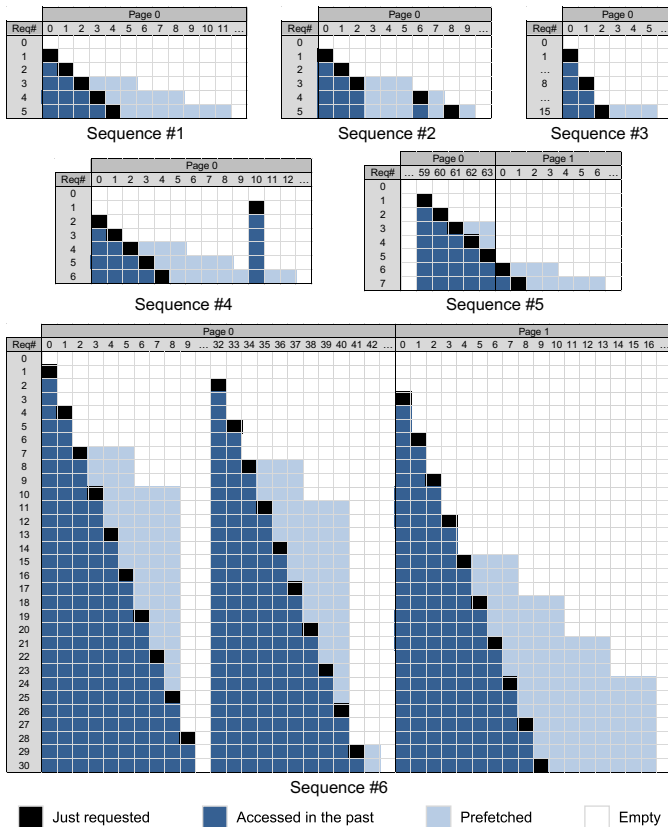 Page 0
Req# 0 1 2 3 4 5 6 7 8 9 10 11 ...
0
1
2
3
4
5
Sequence #1
Page 0
Req# 0 1 2 3 4 5 6 7 8 9 ...
0
1
2
3
4
5
Sequence #2
Page 0
Req# 0 1 2 3 4 5 ...
0
1
...
8
...
15
Sequence #3
Page 0
Req# 0 1 2 3 4 5 6 7 8 9 10 11 12 ...
0
1
2
3
4
5
6
Sequence #4
Page 0 Page 1
Req# ... 59 60 61 62 63 0 1 2 3 4 5 6 ...
0
1
2
3
4
5
6
7
Sequence #5
Page 0 Page 1
Req# 0 1 2 3 4 5 6 7 8 9 ... 32 33 34 35 36 37 38 39 40 41 42 ... 0 1 2 3 4 5 6 7 8 9 10 11 12 13 14 15 16 ...
0
1
2
3
4
5
6
7
8
9
10
11
12
13
14
15
16
17
18
19
20
21
22
23
24
25
26
27
28
29
30
Sequence #6
Just requested
Accessed in the past
Prefetched
Empty